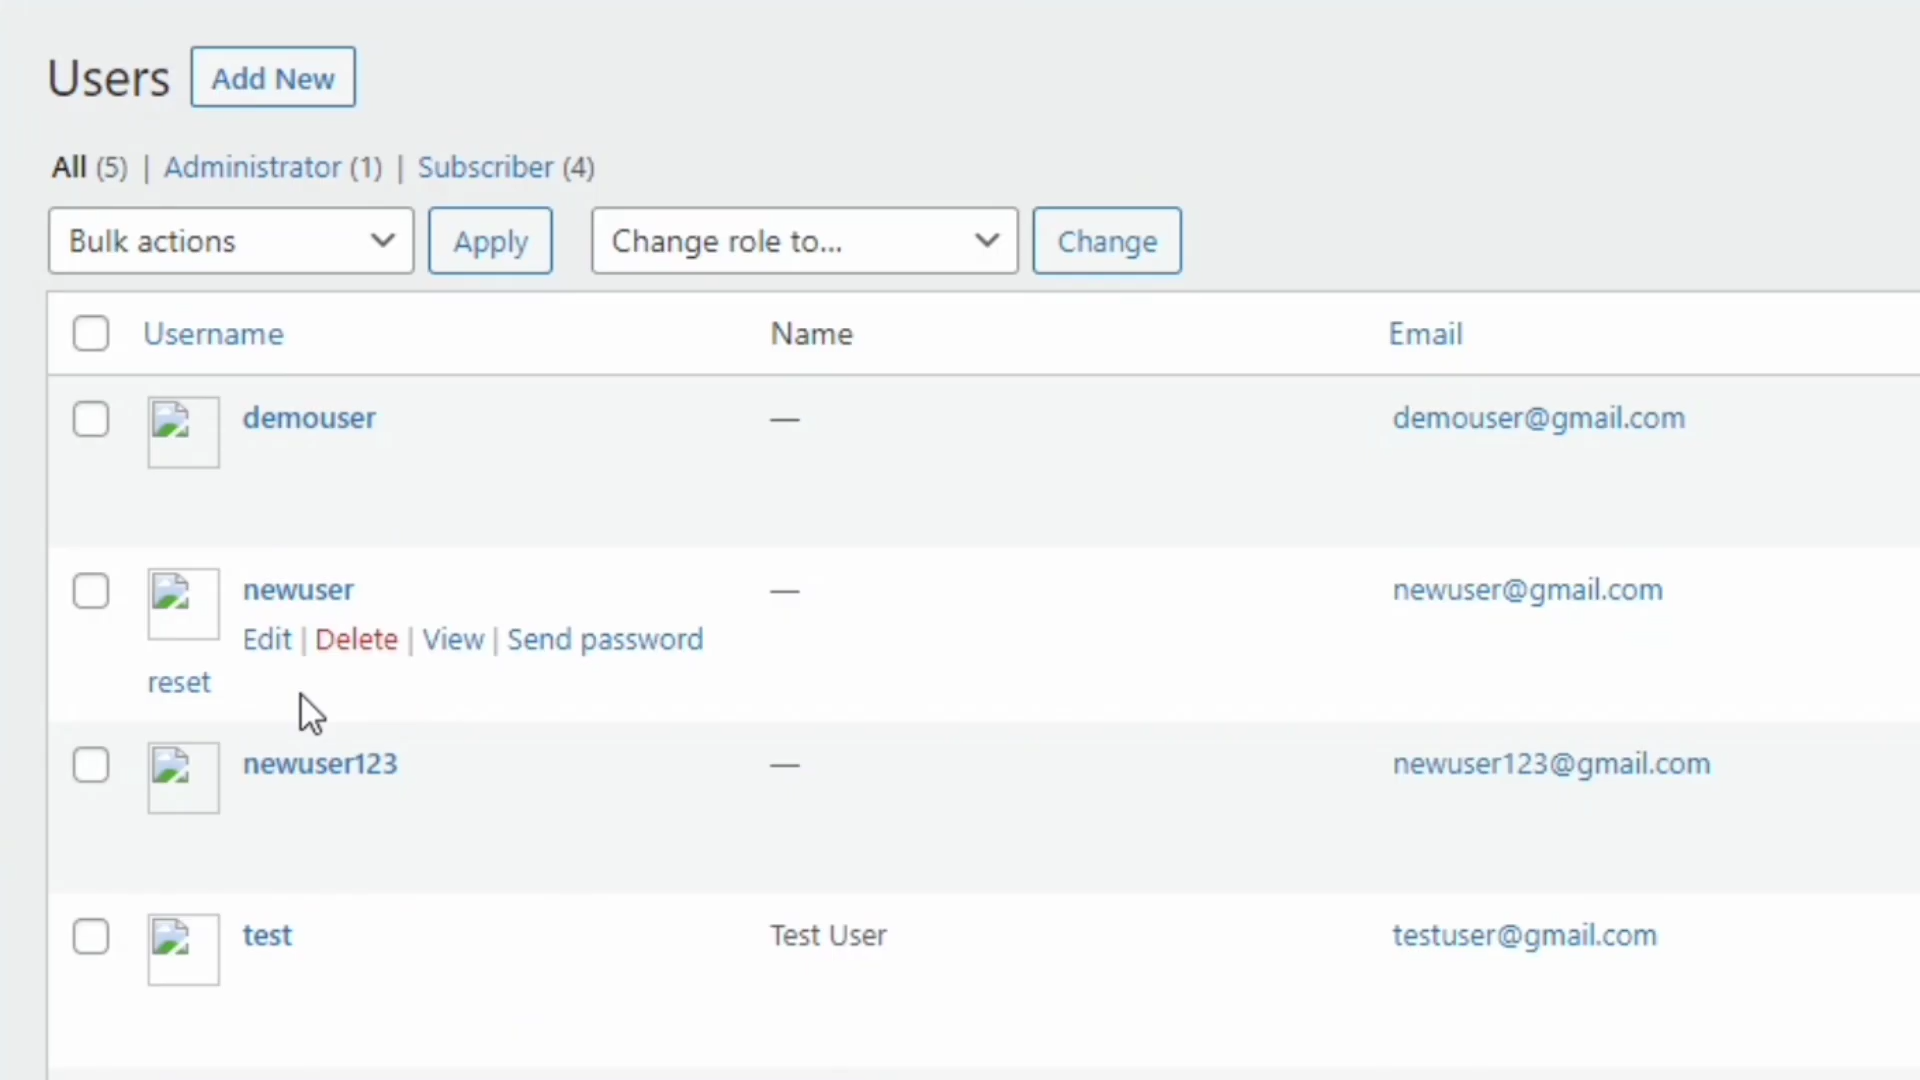 Users Add New
All (5) | Administrator (1) | Subscriber (4)
Bulk actions Apply Change role to... Change
Username Name Email
demouser — demouser@gmail.com
newuser — newuser@gmail.com
Edit | Delete | View | Send password
reset
newuser123 — newuser123@gmail.com
test Test User testuser@gmail.com